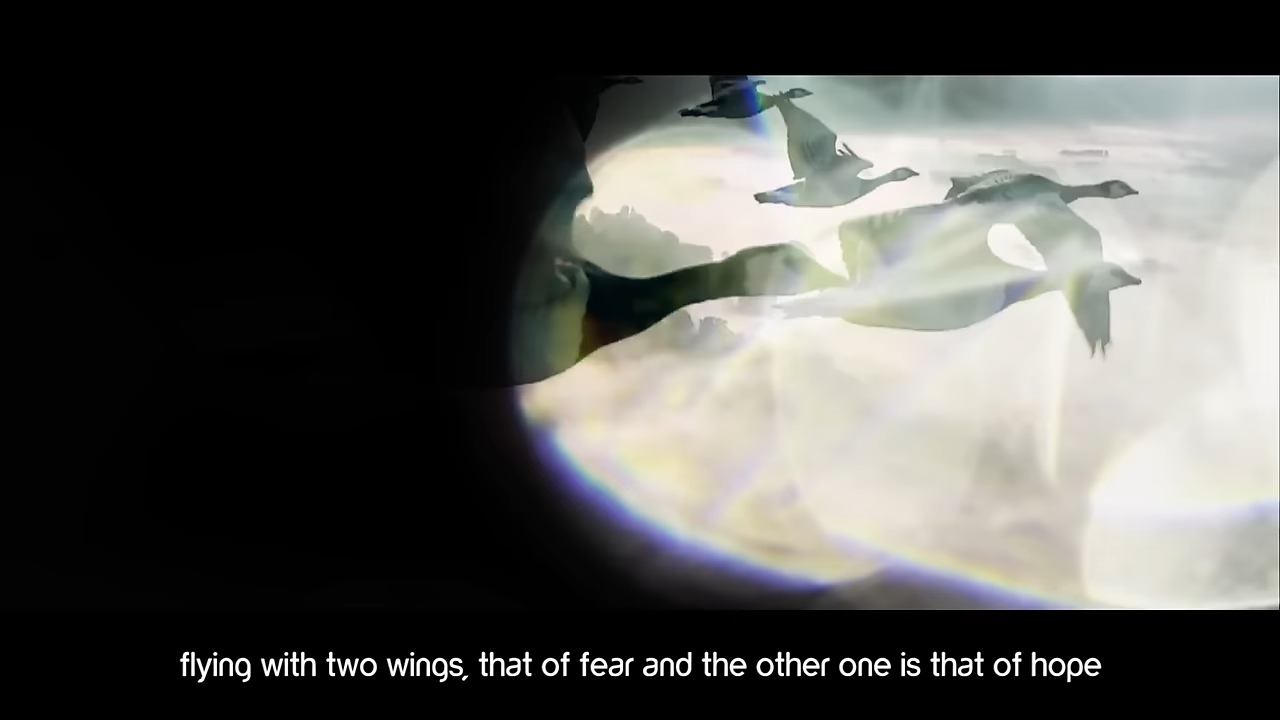 flying with two wings, that of fear and the other one is that of hope